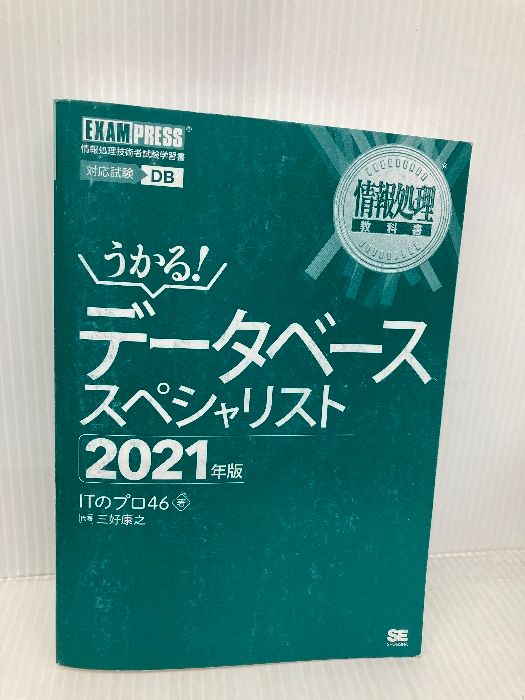 EXAMPRESS®
情報処理技術者試験学習書
対応試験 DB
情報処理®
教科書
うかる!
データベース
スペシャリスト
2021年版
ITのプロ46 著
代表 三好康之
SE
SHOEISHA